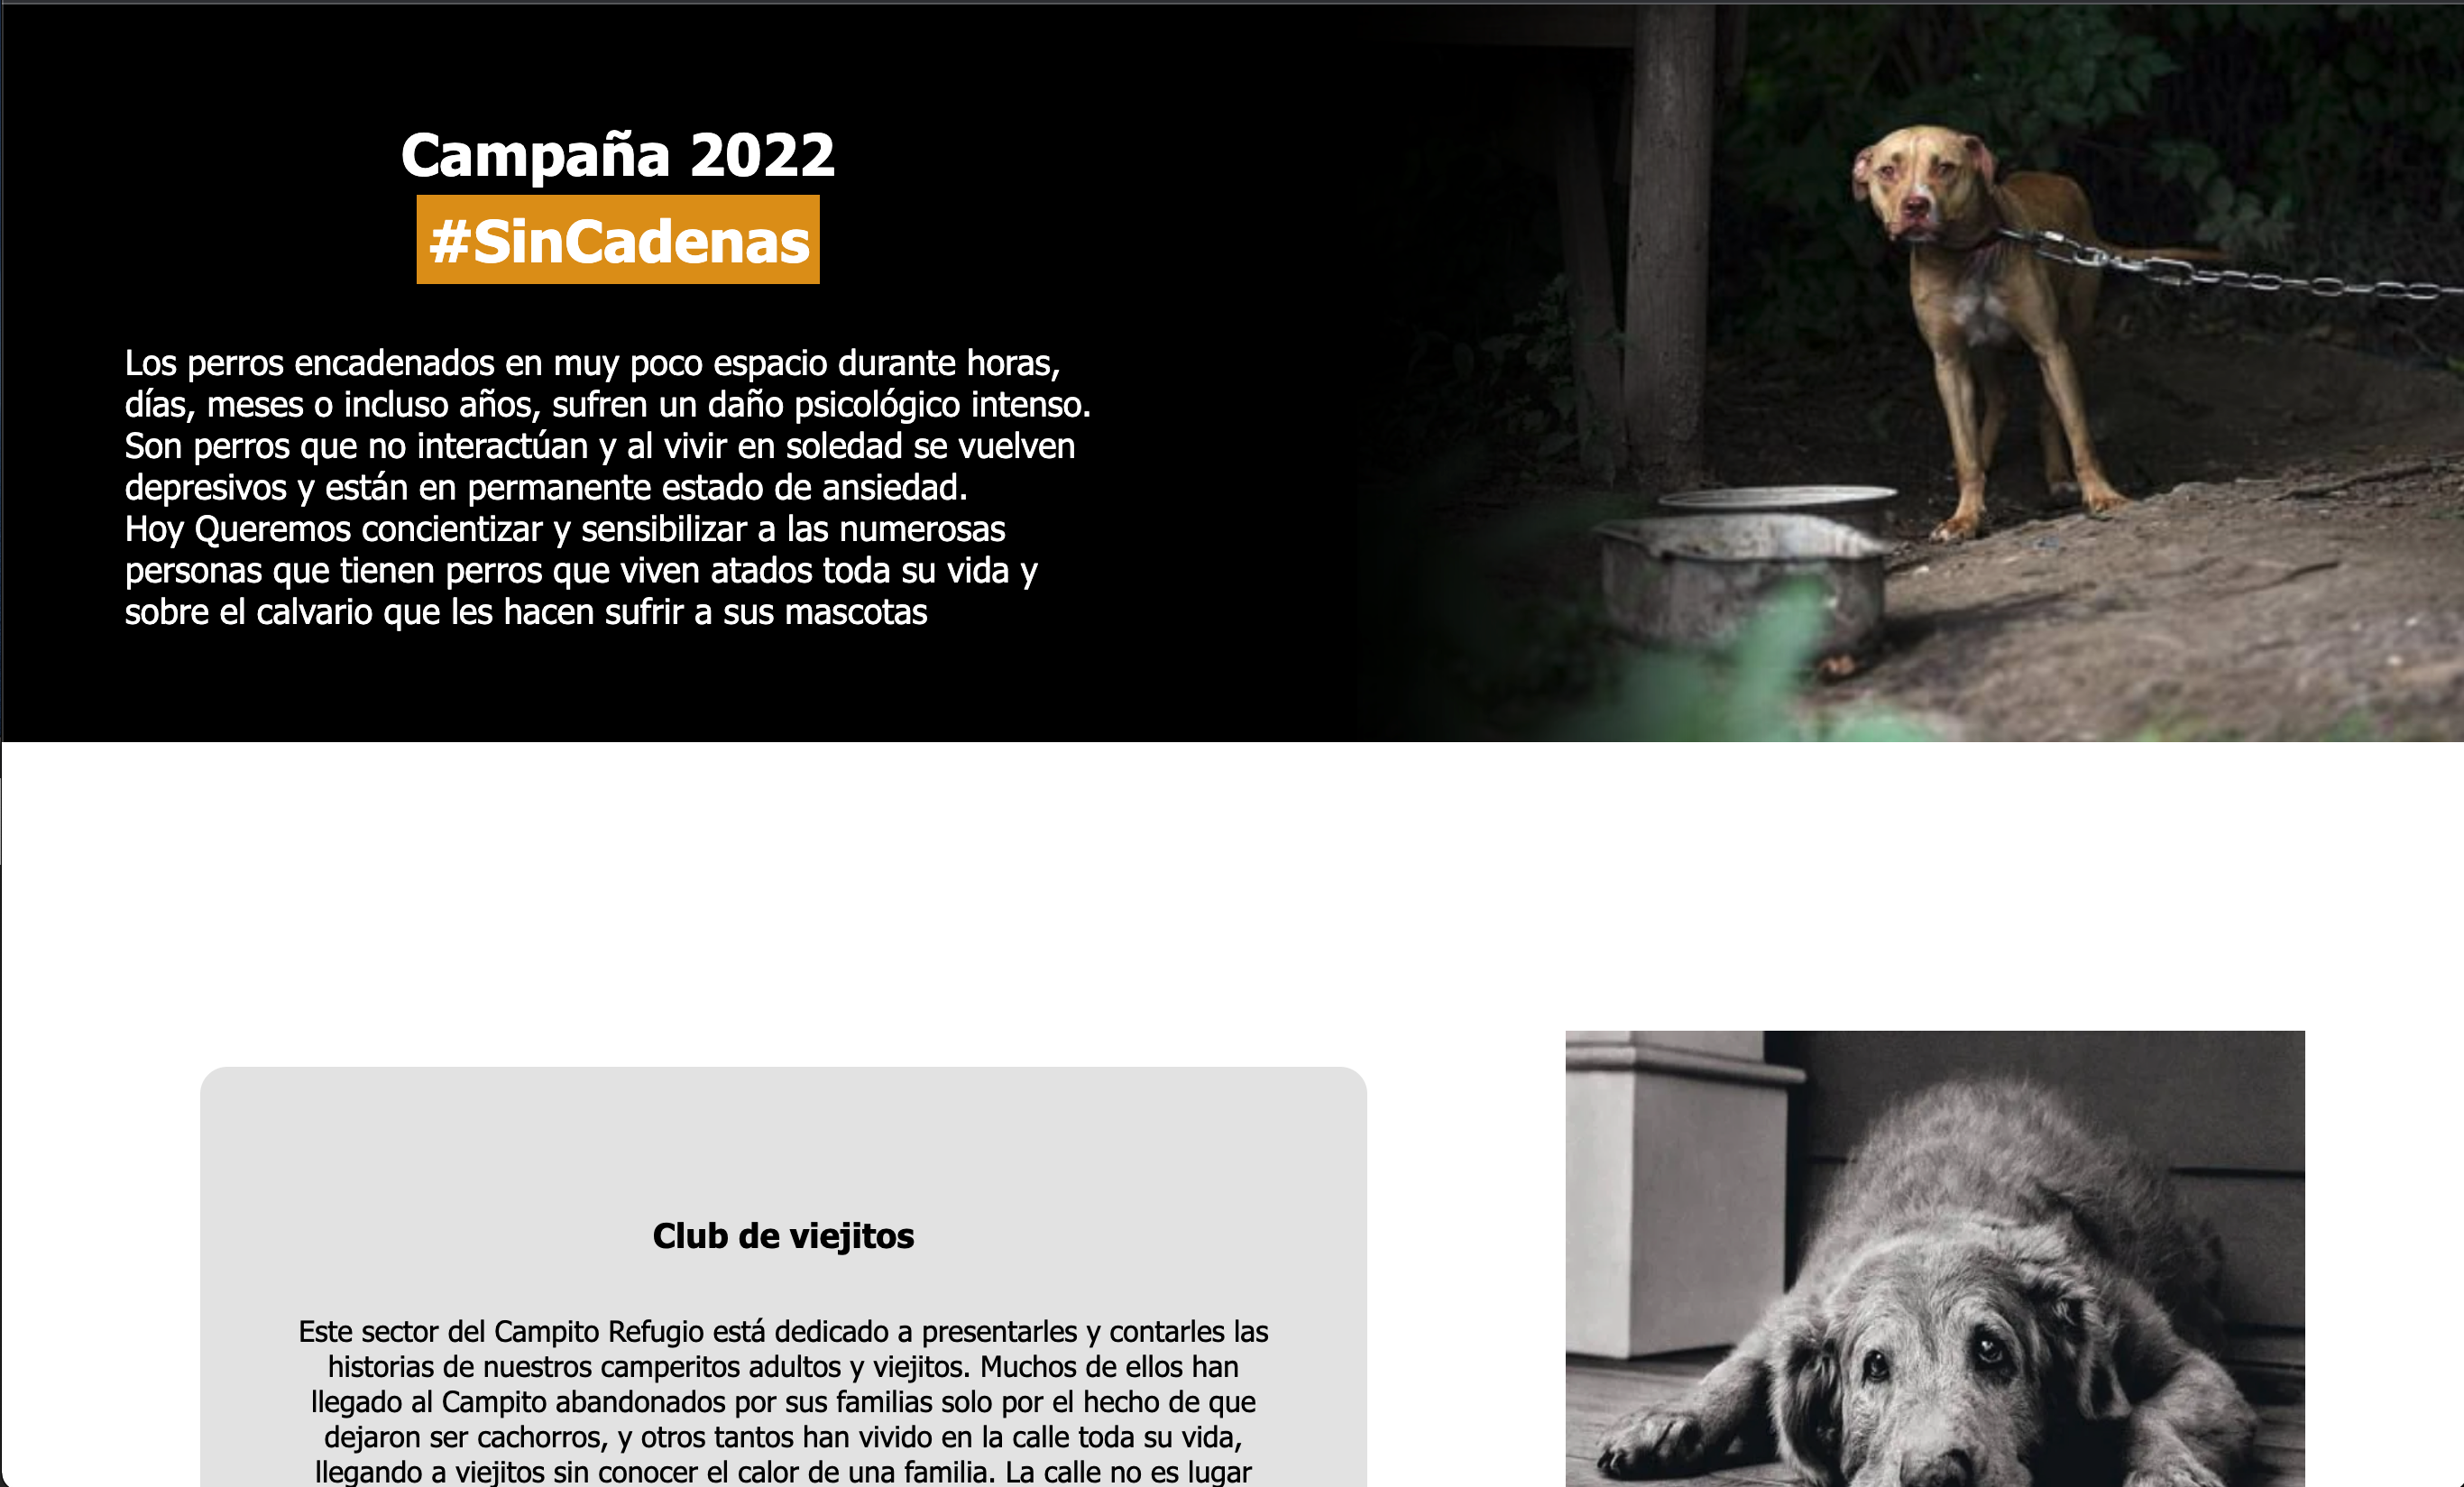 Campaña 2022
#SinCadenas
Los perros encadenados en muy poco espacio durante horas,
días, meses o incluso años, sufren un daño psicológico intenso.
Son perros que no interactúan y al vivir en soledad se vuelven
depresivos y están en permanente estado de ansiedad.
Hoy Queremos concientizar y sensibilizar a las numerosas
personas que tienen perros que viven atados toda su vida y
sobre el calvario que les hacen sufrir a sus mascotas
Club de viejitos
Este sector del Campito Refugio está dedicado a presentarles y contarles las
historias de nuestros camperitos adultos y viejitos. Muchos de ellos han
llegado al Campito abandonados por sus familias solo por el hecho de que
dejaron ser cachorros, y otros tantos han vivido en la calle toda su vida,
llegando a viejitos sin conocer el calor de una familia. La calle no es lugar